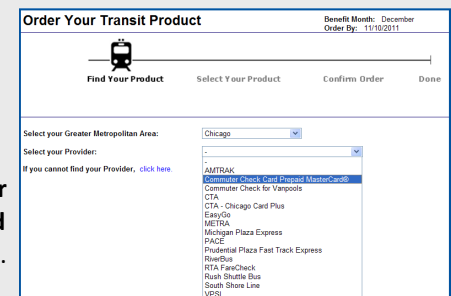 Order Your Transit Product
Benefit Month: December
Order By: 11/10/2011
Find Your Product Select Your Product Confirm Order Done
Select your Greater Metropolitan Area: Chicago
Select your Provider: -
If you cannot find your Provider, click here.
-
AMTRAK
Commuter Check Card Prepaid MasterCard®
Commuter Check for Vanpools
CTA
CTA - Chicago Card Plus
EasyGo
METRA
Michigan Plaza Express
PACE
Prudential Plaza Fast Track Express
RiverBus
RTA FareCheck
Rush Shuttle Bus
South Shore Line
VPSI